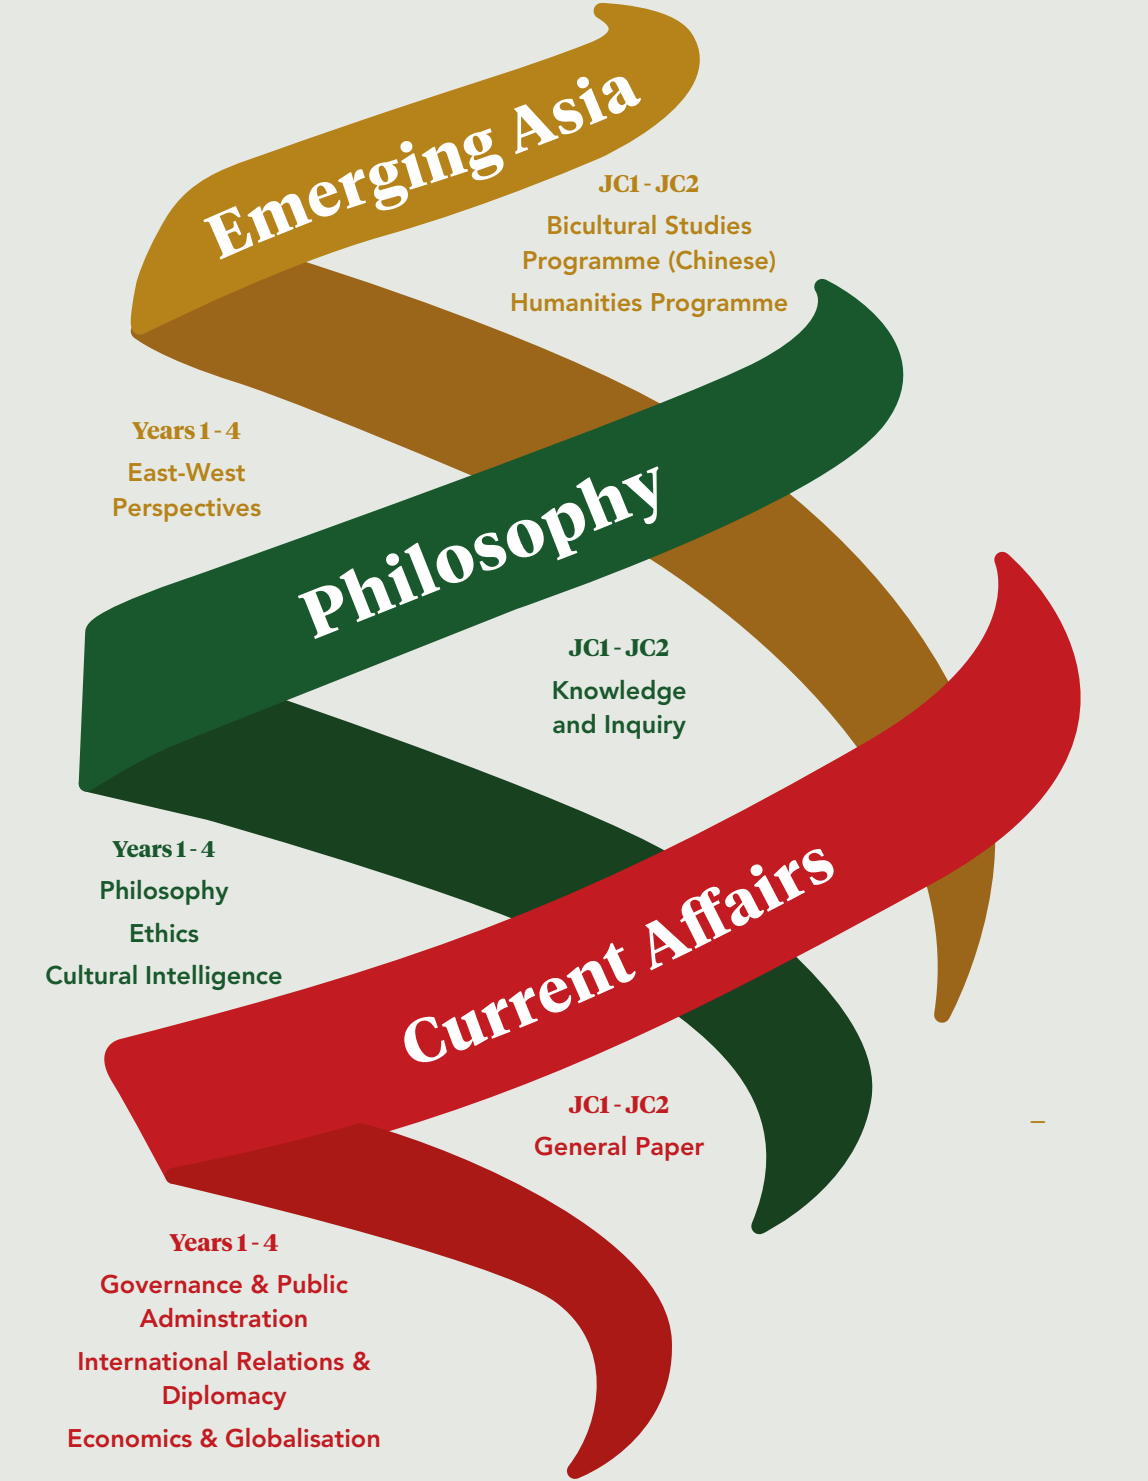 Emerging Asia
JC1 - JC2
Bicultural Studies
Programme (Chinese)
Humanities Programme
Years 1 - 4
East-West
Perspectives
Philosophy
JC1 - JC2
Knowledge
and Inquiry
Years 1 - 4
Philosophy
Ethics
Cultural Intelligence
Current Affairs
JC1 - JC2
General Paper
Years 1 - 4
Governance & Public
Adminstration
International Relations &
Diplomacy
Economics & Globalisation